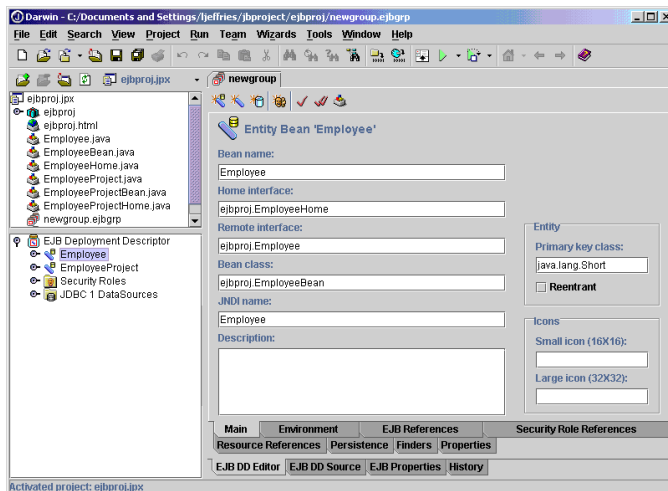 Darwin - C:/Documents and Settings/ljeffries/jbproject/ejbproj/newgroup.ejbgrp
File Edit Search View Project Run Team Wizards Tools Window Help
ejbproj.jpx
newgroup
ejbproj.jpx
ejbproj
ejbproj.html
Employee.java
EmployeeBean.java
EmployeeHome.java
EmployeeProject.java
EmployeeProjectBean.java
EmployeeProjectHome.java
newgroup.ejbgrp
EJB Deployment Descriptor
Employee
EmployeeProject
Security Roles
JDBC 1 DataSources
Entity Bean 'Employee'
Bean name:
Employee
Home interface:
ejbproj.EmployeeHome
Remote interface:
ejbproj.Employee
Bean class:
ejbproj.EmployeeBean
JNDI name:
Employee
Description:
Entity
Primary key class:
java.lang.Short
Reentrant
Icons
Small icon (16X16):
Large icon (32X32):
Main Environment EJB References Security Role References
Resource References Persistence Finders Properties
EJB DD Editor EJB DD Source EJB Properties History
Activated project: ejbproj.jpx